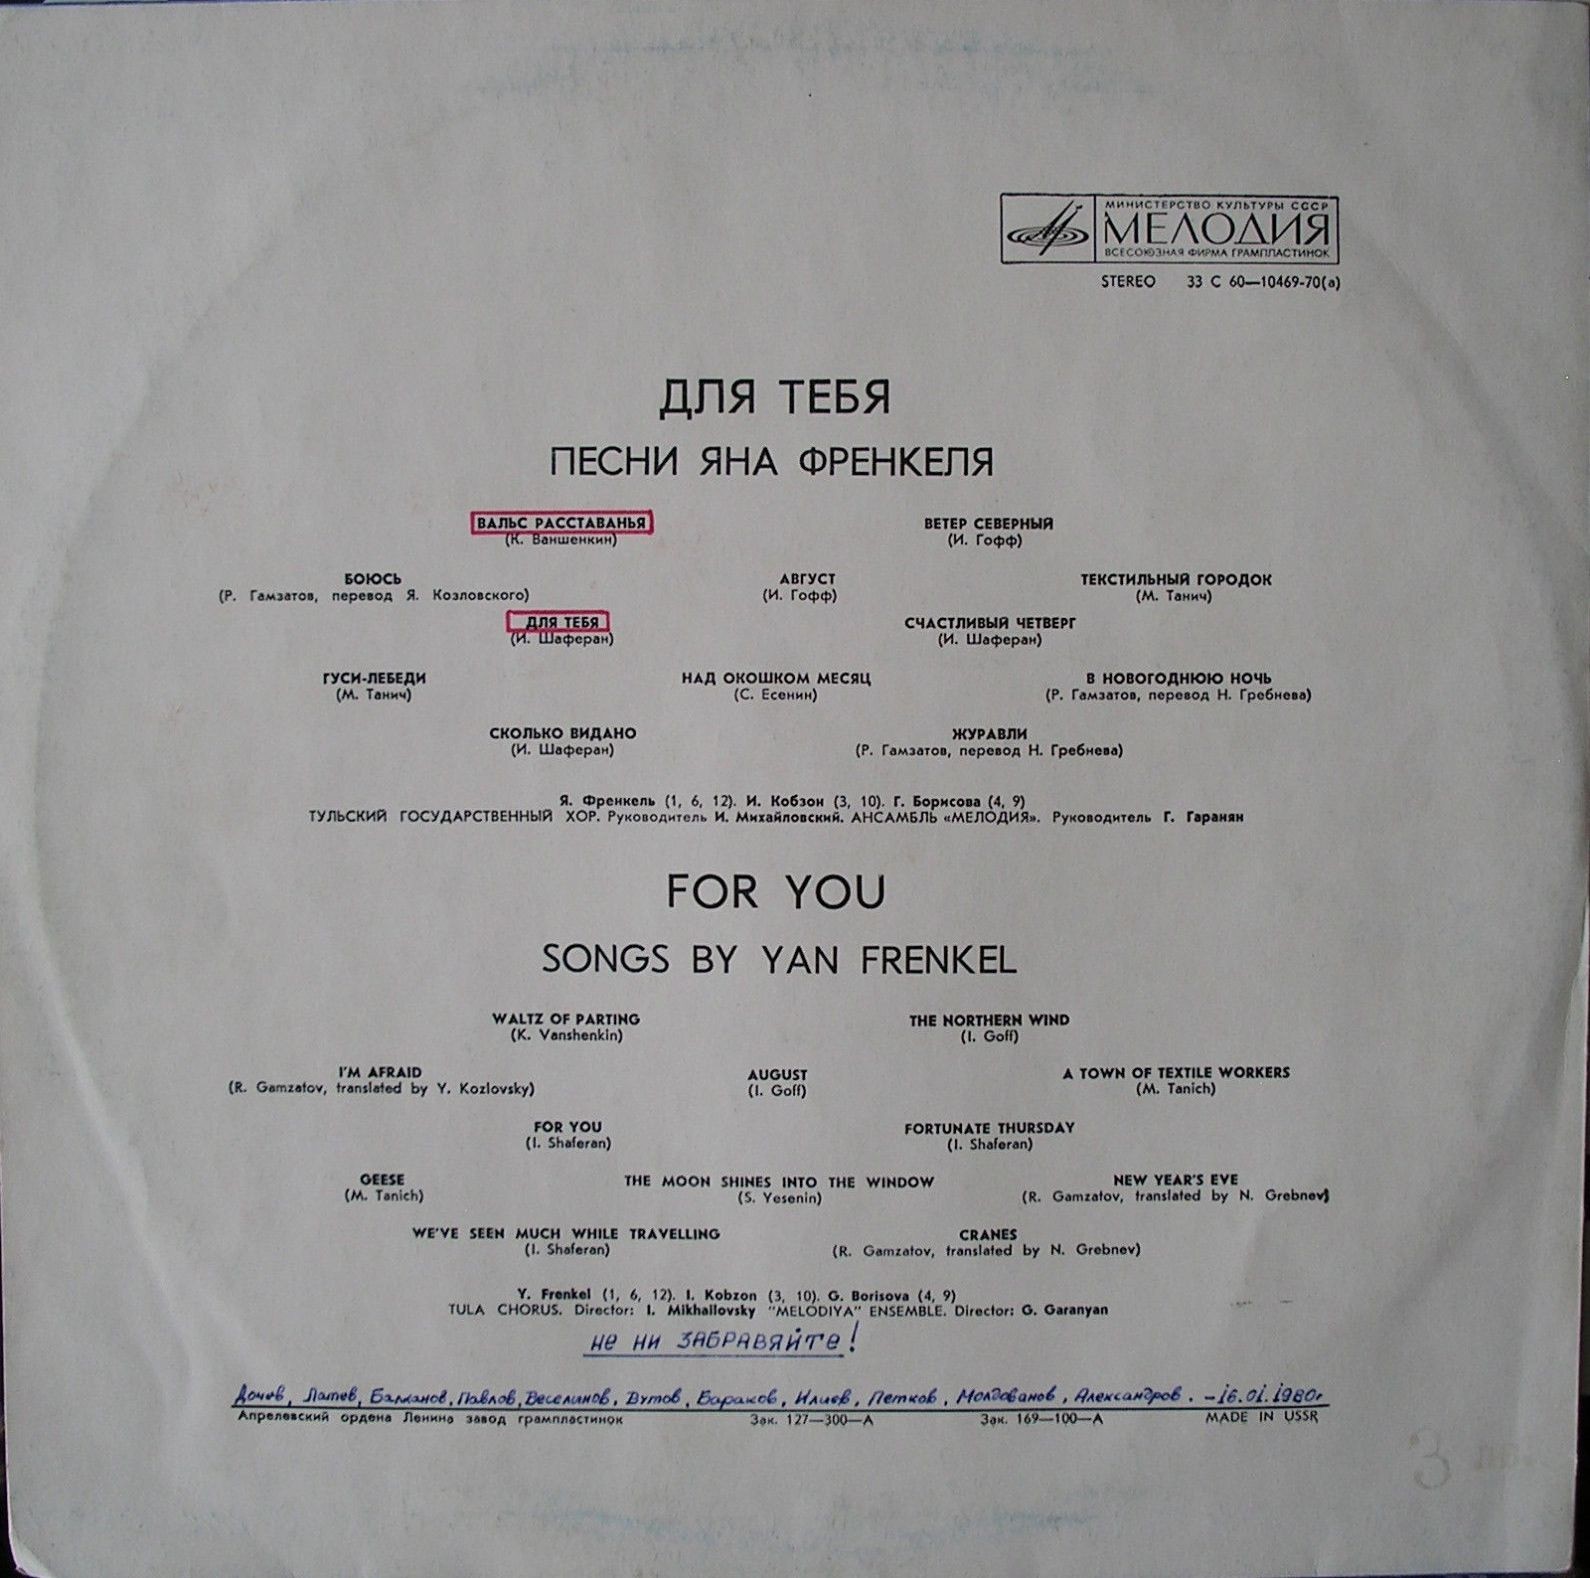 МИНИСТЕРСТВО КУЛЬТУРЫ СССР
МЕЛОДИЯ
ВСЕСОЮЗНАЯ ФИРМА ГРАМПЛАСТИНОК
STEREO 33 С 60—10469-70(а)
ДЛЯ ТЕБЯ
ПЕСНИ ЯНА ФРЕНКЕЛЯ
ВАЛЬС РАССТАВАНЬЯ ВЕТЕР СЕВЕРНЫЙ
(К. Ваншенкин) (И. Гофф)
БОЮСЬ АВГУСТ ТЕКСТИЛЬНЫЙ ГОРОДОК
(Р. Гамзатов, перевод Я. Козловского) (И. Гофф) (М. Танич)
ДЛЯ ТЕБЯ СЧАСТЛИВЫЙ ЧЕТВЕРГ
(И. Шаферан) (И. Шаферан)
ГУСИ-ЛЕБЕДИ НАД ОКОШКОМ МЕСЯЦ В НОВОГОДНЮЮ НОЧЬ
(М. Танич) (С. Есенин) (Р. Гамзатов, перевод Н. Гребнева)
СКОЛЬКО ВИДАНО ЖУРАВЛИ
(И. Шаферан) (Р. Гамзатов, перевод Н. Гребнева)
Я. Френкель (1, 6, 12). И. Кобзон (3, 10). Г. Борисова (4, 9)
ТУЛЬСКИЙ ГОСУДАРСТВЕННЫЙ ХОР. Руководитель И. Михайловский. АНСАМБЛЬ «МЕЛОДИЯ». Руководитель Г. Гаранян
FOR YOU
SONGS BY YAN FRENKEL
WALTZ OF PARTING THE NORTHERN WIND
(K. Vanshenkin) (I. Goff)
I'M AFRAID AUGUST A TOWN OF TEXTILE WORKERS
(R. Gamzatov, translated by Y. Kozlovsky) (I. Goff) (M. Tanich)
FOR YOU FORTUNATE THURSDAY
(I. Shaferan) (I. Shaferan)
GEESE THE MOON SHINES INTO THE WINDOW NEW YEAR'S EVE
(M. Tanich) (S. Yesenin) (R. Gamzatov, translated by N. Grebnev)
WE'VE SEEN MUCH WHILE TRAVELLING CRANES
(I. Shaferan) (R. Gamzatov, translated by N. Grebnev)
Y. Frenkel (1, 6, 12). I. Kobzon (3, 10). G. Borisova (4, 9)
TULA CHORUS. Director: I. Mikhailovsky "MELODIYA" ENSEMBLE. Director: G. Garanyan
не ни забравяйте!
Дочев, Латев, Балканов, Павлов, Веселинов, Вутов, Бараков, Илиев, Петков, Молдованов, Александров. - 16.01.1980г
Апрелевский ордена Ленина завод грампластинок Зак. 127—300—А Зак. 169—100—А MADE IN USSR